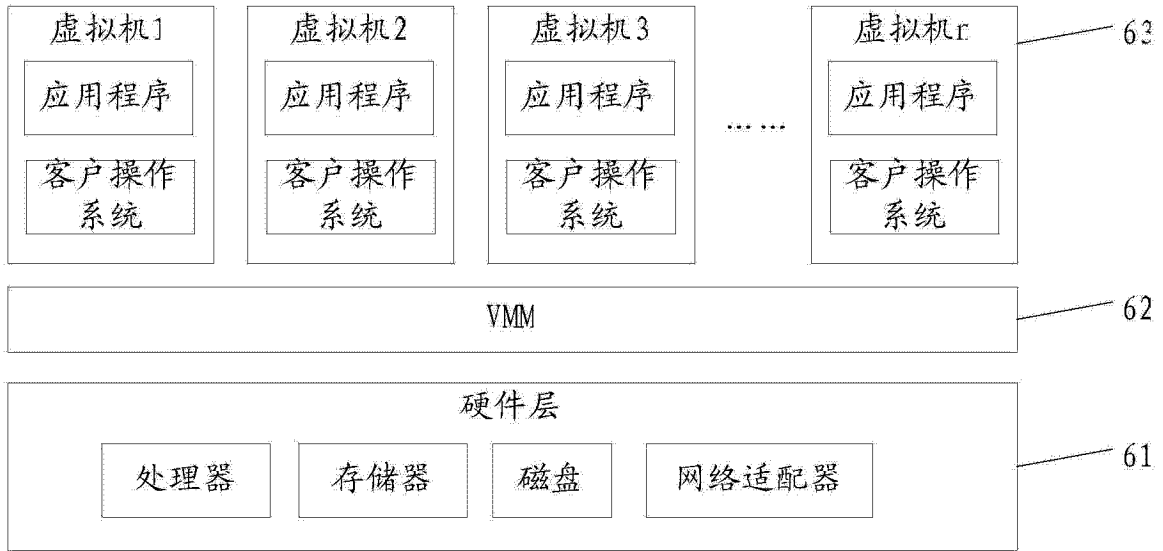 虚拟机1
应用程序
客户操作
系统
虚拟机2
应用程序
客户操作
系统
虚拟机3
应用程序
客户操作
系统
……
虚拟机r
应用程序
客户操作
系统
63
VMM
62
硬件层
处理器
存储器
磁盘
网络适配器
61